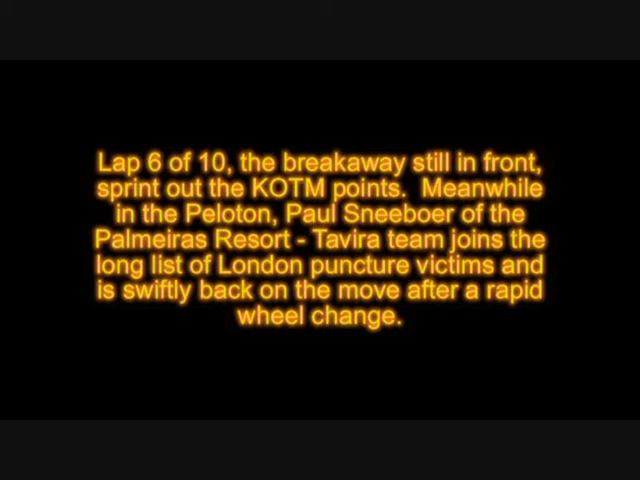 Lap 6 of 10, the breakaway still in front,
sprint out the KOTM points.  Meanwhile
in the Peloton, Paul Sneeboer of the
Palmeiras Resort - Tavira team joins the
long list of London puncture victims and
is swiftly back on the move after a rapid
wheel change.